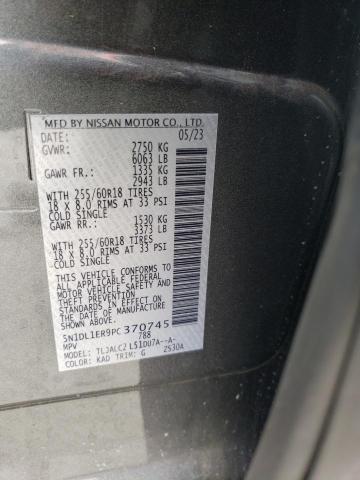 MFD BY NISSAN MOTOR CO., LTD.
DATE: 05/23
GVWR: 2750 KG
6063 LB
GAWR FR.: 1335 KG
2943 LB
WITH 255/60R18 TIRES
18 X 8.0 RIMS AT 33 PSI
COLD SINGLE
GAWR RR.: 1530 KG
3373 LB
WITH 255/60R18 TIRES
18 X 8.0 RIMS AT 33 PSI
COLD SINGLE
THIS VEHICLE CONFORMS TO
ALL APPLICABLE FEDERAL
MOTOR VEHICLE SAFETY
STANDARDS IN EFFECT ON
THE DATE OF MANUFACTURE
SHOWN ABOVE.
5N1DL1ER9PC370745
MPV 788
MODEL: TLJALC2 L51DU7A--A-
COLOR: KAD TRIM: G 2530A